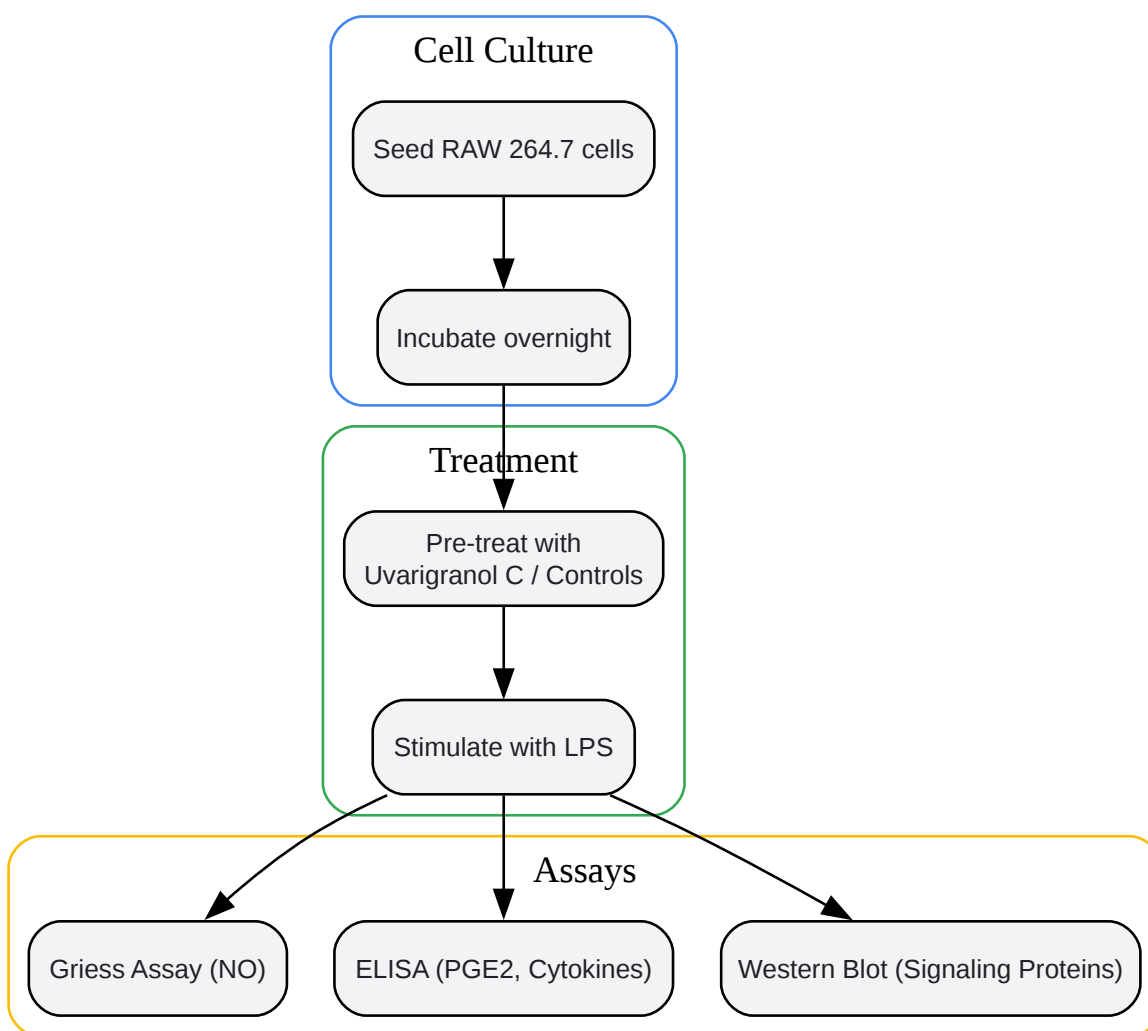 Cell Culture
Seed RAW 264.7 cells
Incubate overnight
Treatment
Pre-treat with
Uvarigranol C / Controls
Stimulate with LPS
Assays
Griess Assay (NO)
ELISA (PGE2, Cytokines)
Western Blot (Signaling Proteins)